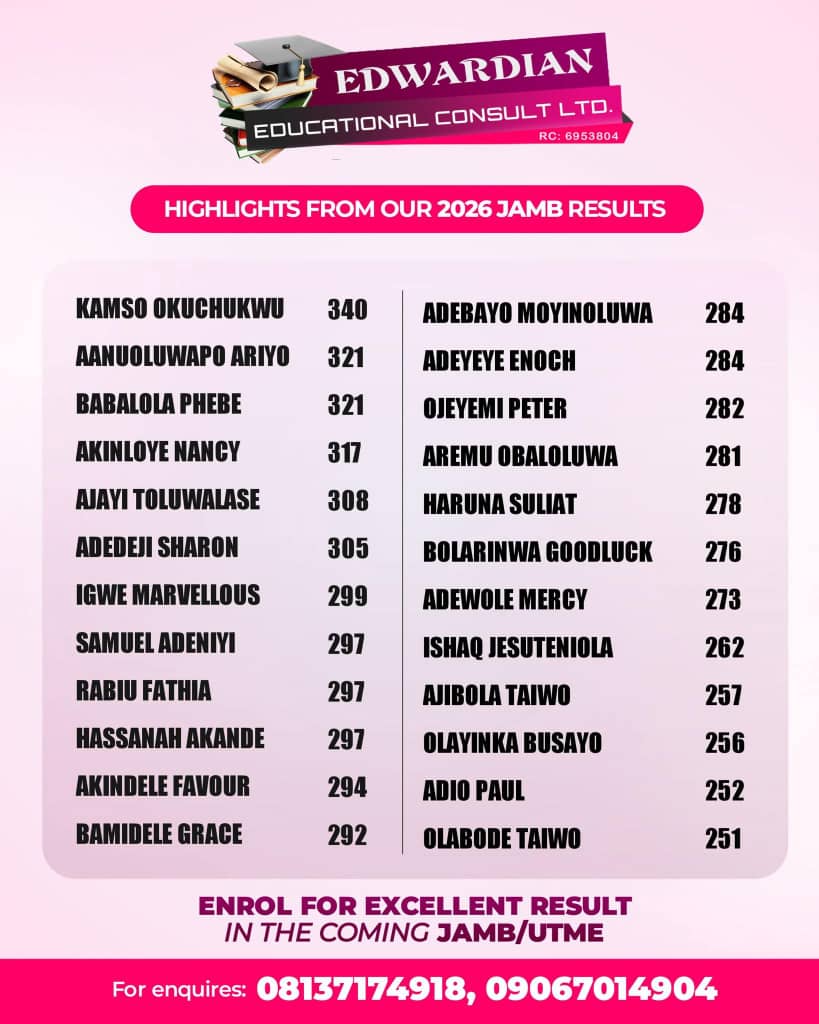 EDWARDIAN
EDUCATIONAL CONSULT LTD.
RC: 6953804
HIGHLIGHTS FROM OUR 2026 JAMB RESULTS
KAMSO OKUCHUKWU 340
AANUOLUWAPO ARIYO 321
BABALOLA PHEBE 321
AKINLOYE NANCY 317
AJAYI TOLUWALASE 308
ADEDEJI SHARON 305
IGWE MARVELLOUS 299
SAMUEL ADENIYI 297
RABIU FATHIA 297
HASSANAH AKANDE 297
AKINDELE FAVOUR 294
BAMIDELE GRACE 292
ADEBAYO MOYINOLUWA 284
ADEYEYE ENOCH 284
OJEYEMI PETER 282
AREMU OBALOLUWA 281
HARUNA SULIAT 278
BOLARINWA GOODLUCK 276
ADEWOLE MERCY 273
ISHAQ JESUTENIOLA 262
AJIBOLA TAIWO 257
OLAYINKA BUSAYO 256
ADIO PAUL 252
OLABODE TAIWO 251
ENROL FOR EXCELLENT RESULT
IN THE COMING JAMB/UTME
For enquires: 08137174918, 09067014904